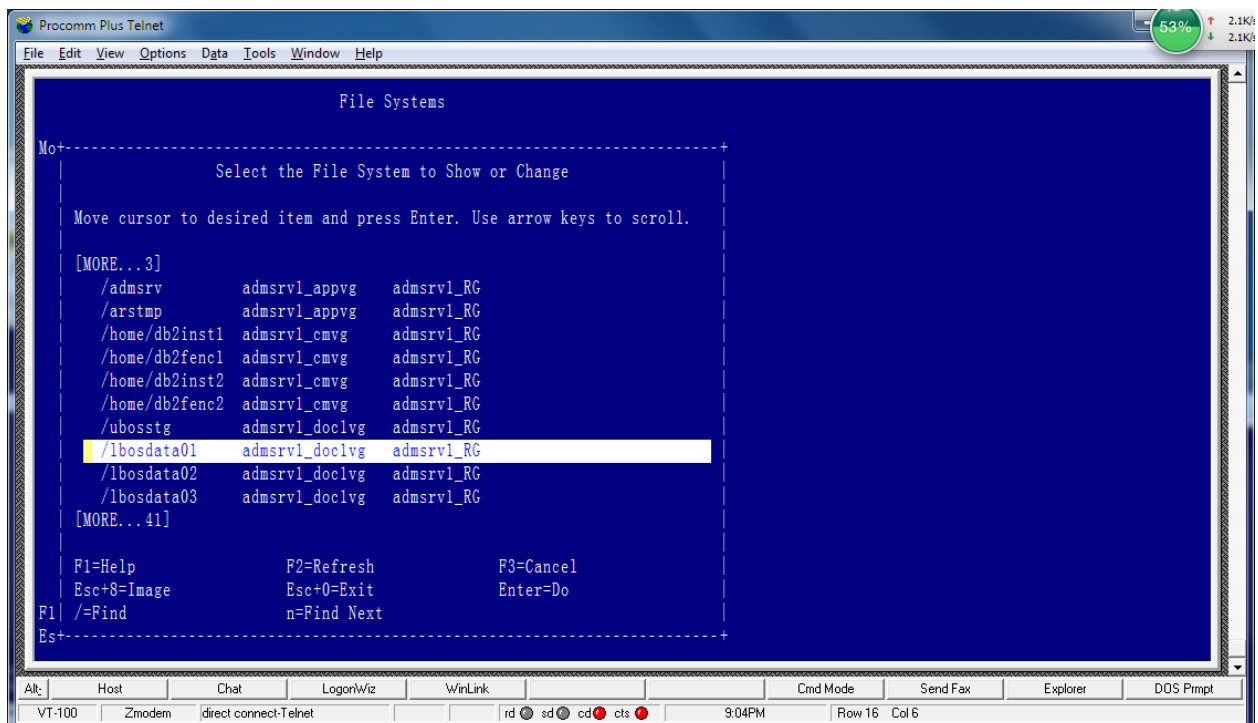 Procomm Plus Telnet
53%
2.1K/s
2.1K/s
File Edit View Options Data Tools Window Help
File Systems
Mo+--------------------------------------------------------------------------+
Select the File System to Show or Change
Move cursor to desired item and press Enter. Use arrow keys to scroll.
[MORE...3]
/admsrv admsrv1_appvg admsrv1_RG
/arstmp admsrv1_appvg admsrv1_RG
/home/db2inst1 admsrv1_cmvg admsrv1_RG
/home/db2fenc1 admsrv1_cmvg admsrv1_RG
/home/db2inst2 admsrv1_cmvg admsrv1_RG
/home/db2fenc2 admsrv1_cmvg admsrv1_RG
/ubosstg admsrv1_doc1vg admsrv1_RG
/lbosdata01 admsrv1_doc1vg admsrv1_RG
/lbosdata02 admsrv1_doc1vg admsrv1_RG
/lbosdata03 admsrv1_doc1vg admsrv1_RG
[MORE...41]
F1=Help F2=Refresh F3=Cancel
Esc+8=Image Esc+0=Exit Enter=Do
F1| /=Find n=Find Next
Es+--------------------------------------------------------------------------+
Alt- Host Chat LogonWiz WinLink Cmd Mode Send Fax Explorer DOS Prmpt
VT-100 Zmodem direct connect-Telnet rd sd cd cts 9:04PM Row 16 Col 6